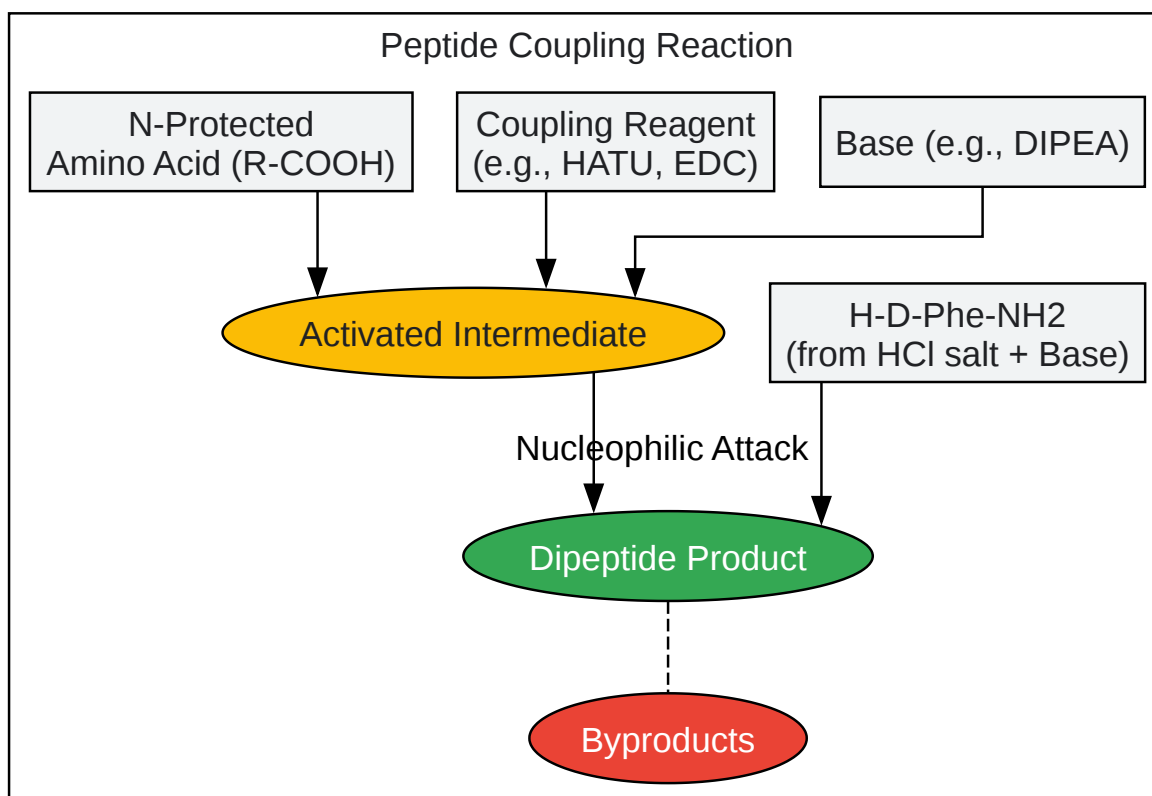 Peptide Coupling Reaction
N-Protected
Amino Acid (R-COOH)
Coupling Reagent
(e.g., HATU, EDC)
Base (e.g., DIPEA)
Activated Intermediate
H-D-Phe-NH2
(from HCl salt + Base)
Nucleophilic Attack
Dipeptide Product
Byproducts